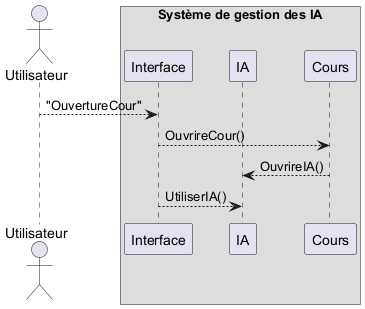 Système de gestion des IA
Utilisateur
Interface
IA
Cours
"OuvertureCour"
OuvrireCour()
OuvrireIA()
UtiliserIA()
Utilisateur
Interface
IA
Cours